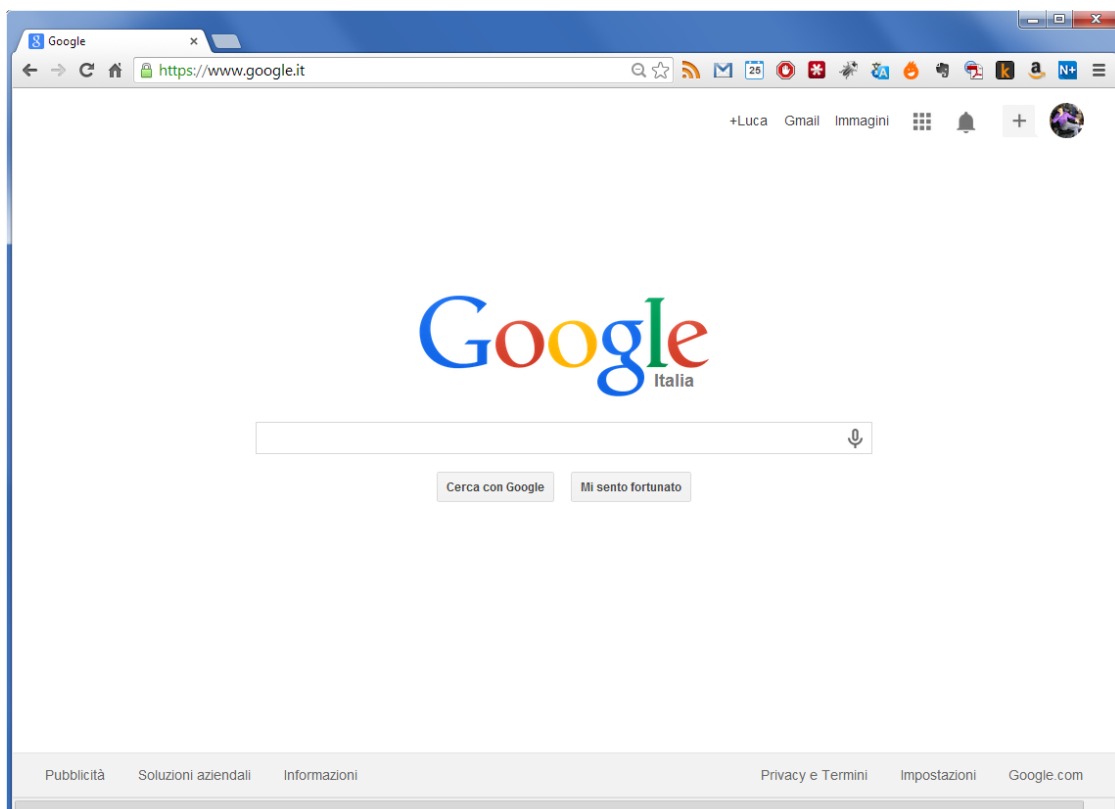 Google
https://www.google.it
25
k
a
N+
+Luca Gmail Immagini
Google
Italia
Cerca con Google Mi sento fortunato
Pubblicità Soluzioni aziendali Informazioni Privacy e Termini Impostazioni Google.com